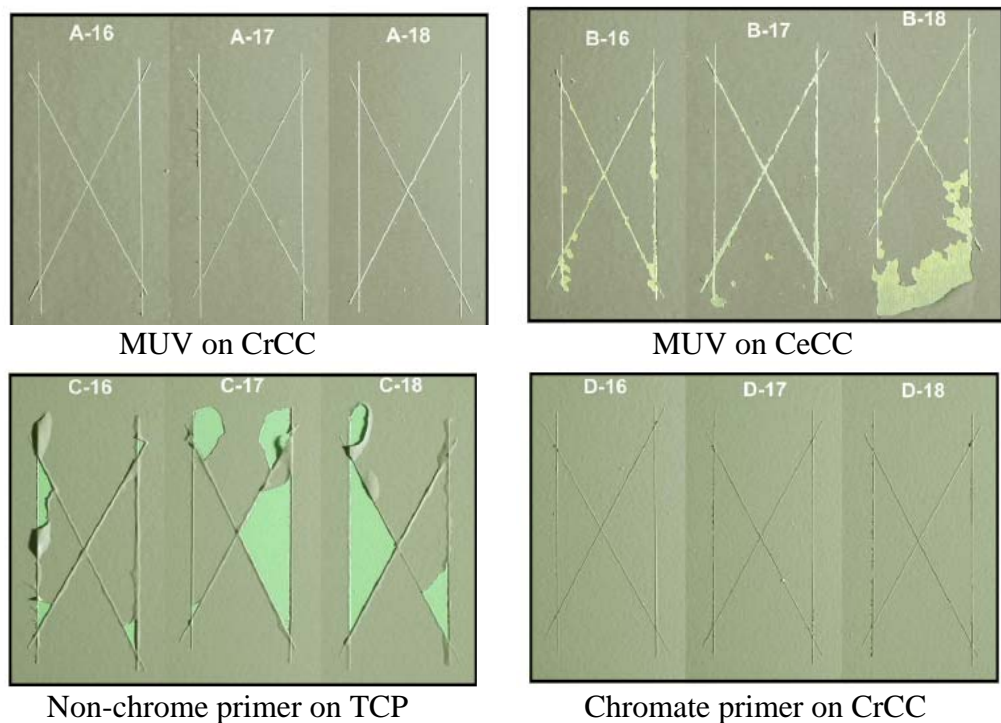 A-16 A-17 A-18
B-16 B-17 B-18
MUV on CrCC
MUV on CeCC
C-16 C-17 C-18
D-16 D-17 D-18
Non-chrome primer on TCP
Chromate primer on CrCC